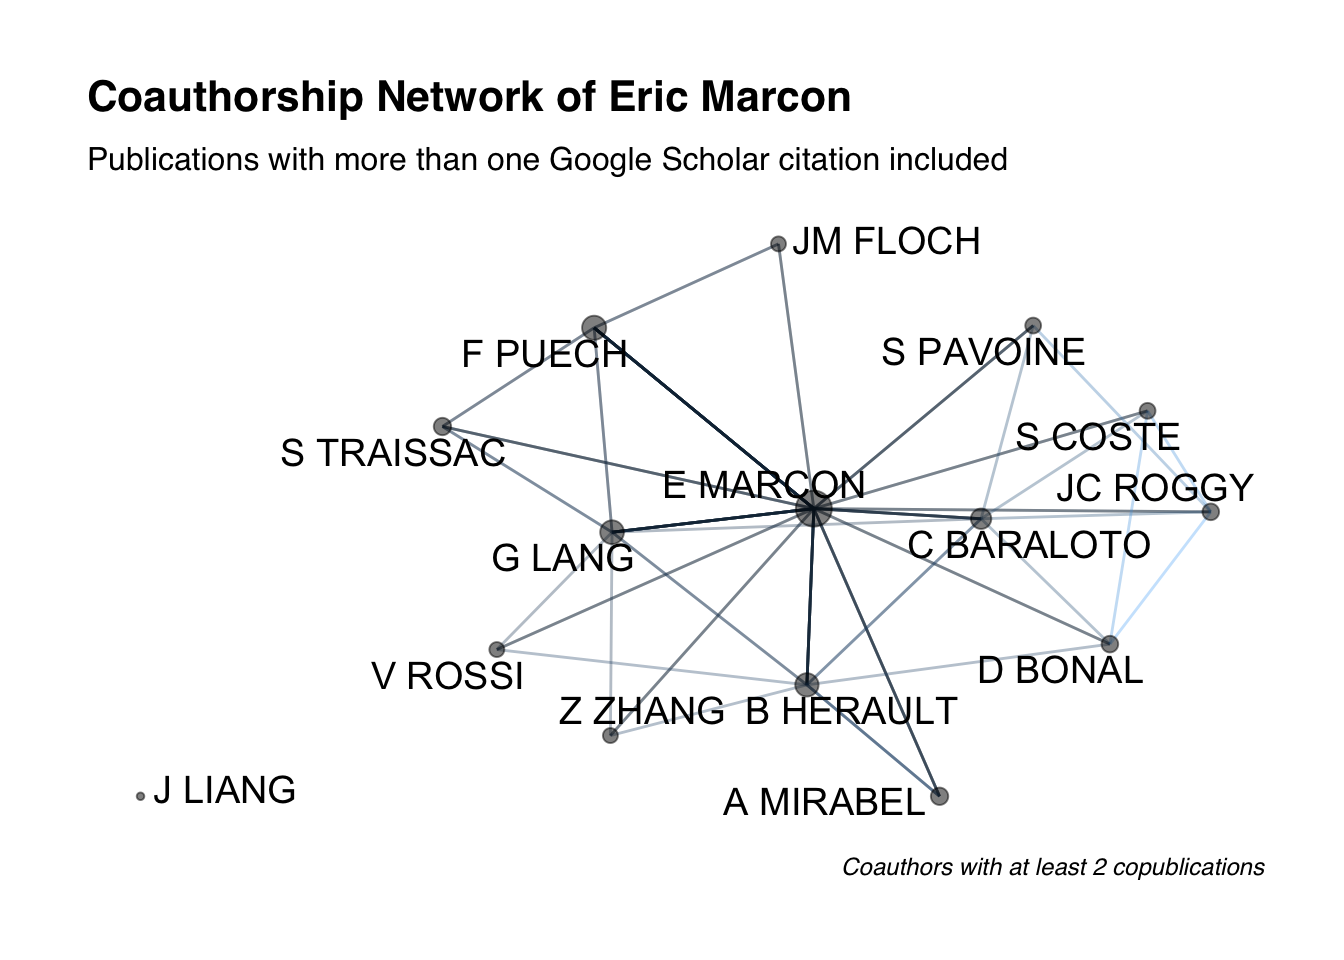 Coauthorship Network of Eric Marcon
Publications with more than one Google Scholar citation included
JM FLOCH
F PUECH
S PAVOINE
S TRAISSAC
S COSTE
E MARCON
JC ROGGY
G LANG
C BARALOTO
V ROSSI
D BONAL
Z ZHANG
B HERAULT
J LIANG
A MIRABEL
Coauthors with at least 2 copublications